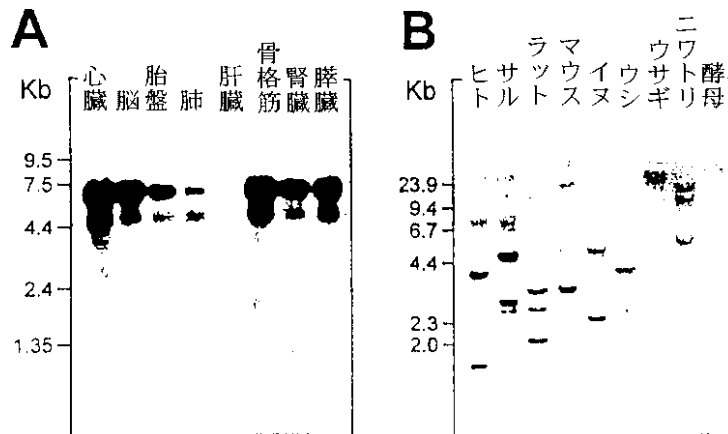 A
Kb
心臓
脳
胎盤
肺
肝臓
骨格筋
腎臓
膵臓
9.5
7.5
4.4
2.4
1.35
B
Kb
ヒト
サル
ラット
マウス
イヌ
ウシ
ウサギ
ニワトリ
酵母
23.9
9.4
6.7
4.4
2.3
2.0